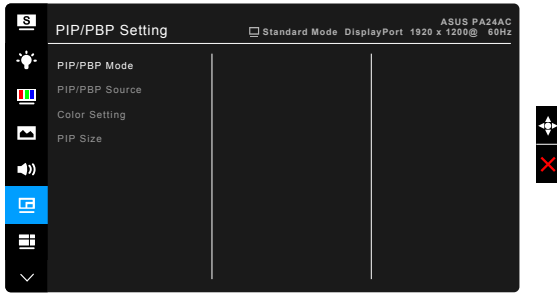 S
ASUS PA24AC
PIP/PBP Setting
Standard Mode DisplayPort 1920 x 1200@ 60Hz
PIP/PBP Mode
PIP/PBP Source
Color Setting
PIP Size